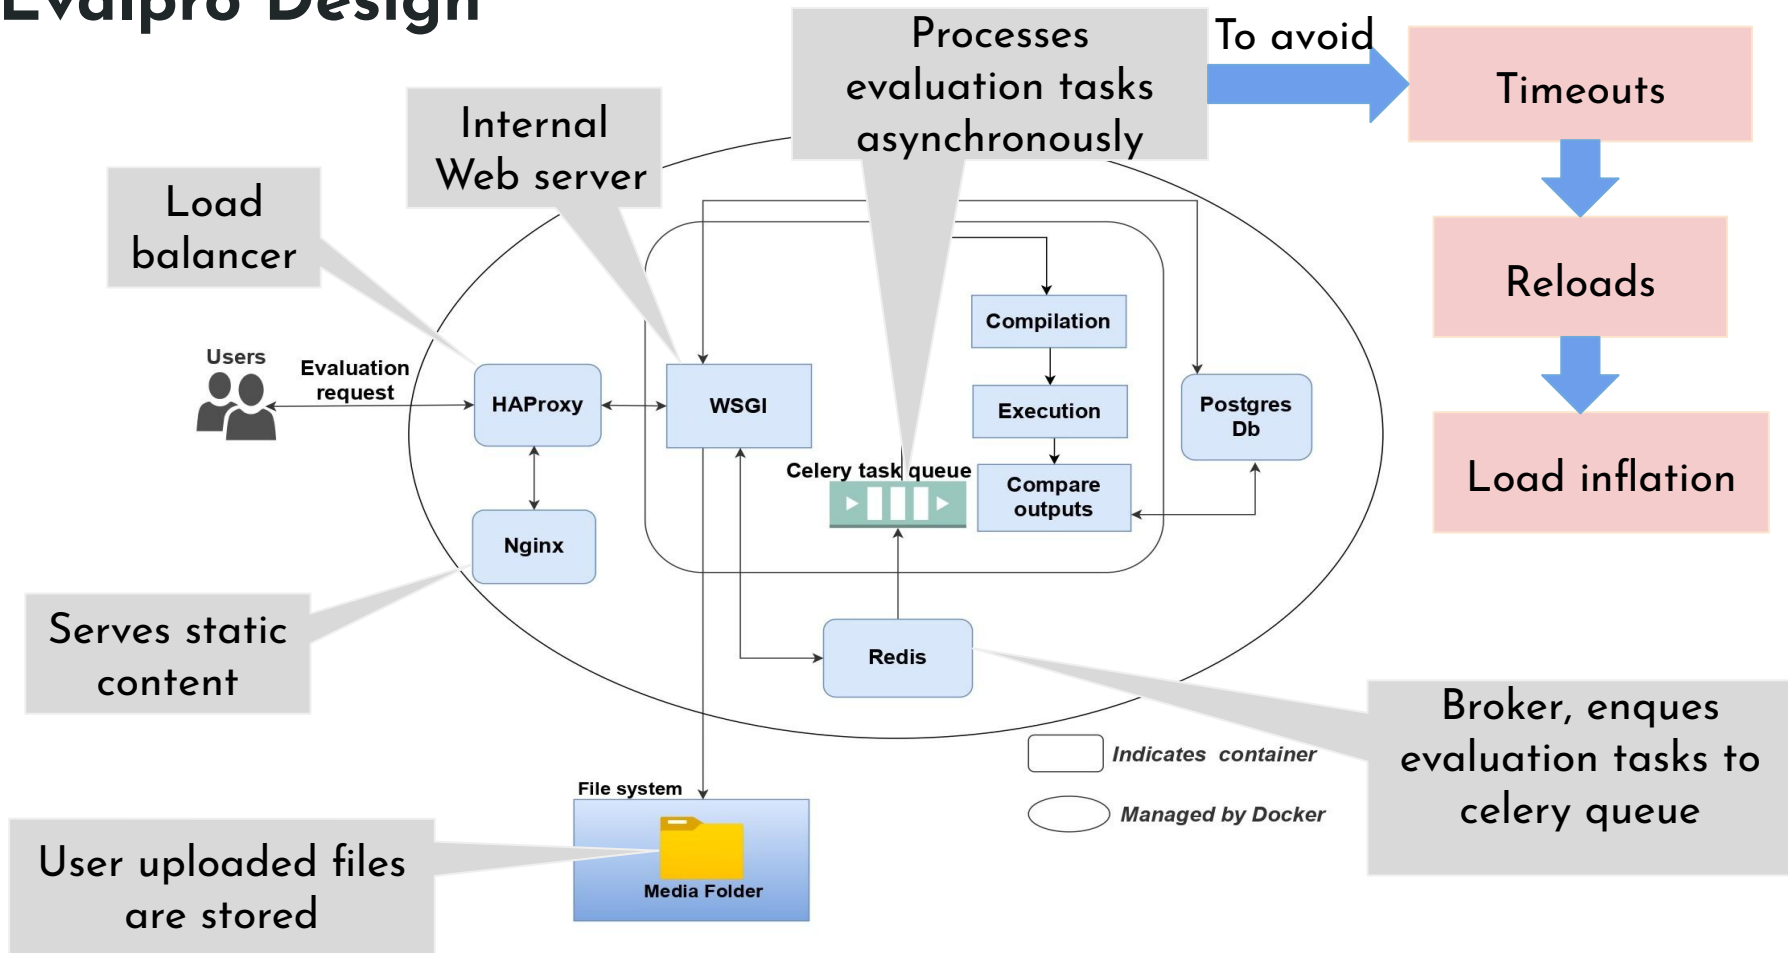 Evalpro Design
Processes
evaluation tasks
asynchronously
To avoid
Timeouts
Internal
Web server
Load
balancer
Reloads
Compilation
Users
Evaluation
request
HAProxy
WSGI
Execution
Postgres
Db
Celery task queue
Compare
outputs
Load inflation
Nginx
Serves static
content
Redis
Broker, enques
evaluation tasks to
celery queue
Indicates container
Managed by Docker
File system
Media Folder
User uploaded files
are stored